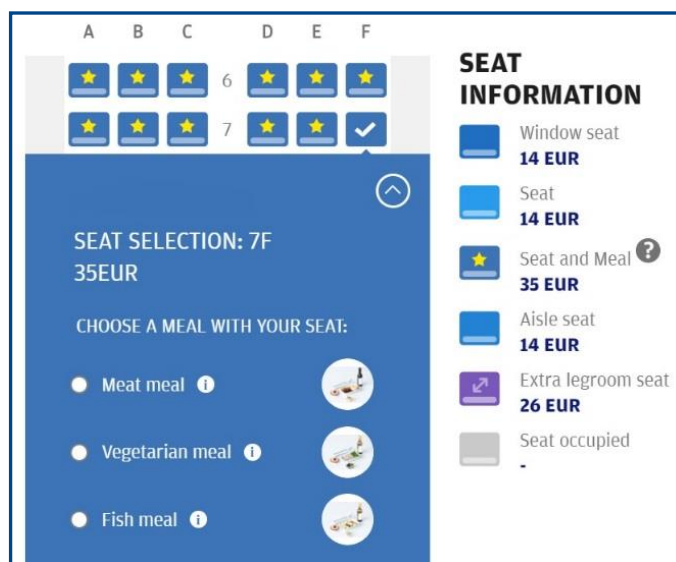 A B C D E F
6
7
SEAT SELECTION: 7F
35EUR
CHOOSE A MEAL WITH YOUR SEAT:
Meat meal i
Vegetarian meal i
Fish meal i
SEAT
INFORMATION
Window seat
14 EUR
Seat
14 EUR
Seat and Meal ?
35 EUR
Aisle seat
14 EUR
Extra legroom seat
26 EUR
Seat occupied
-